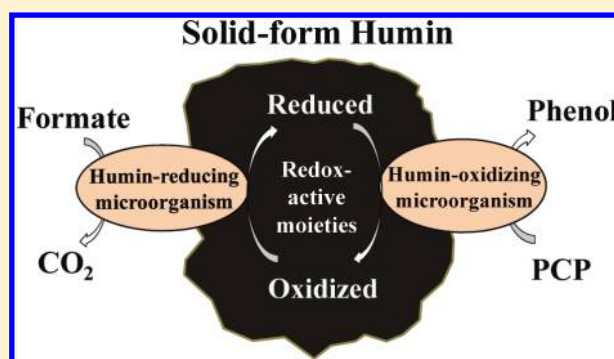 Solid-form Humin
Formate
Reduced
Phenol
Humin-reducing
microorganism
Redox-
active
moieties
Humin-oxidizing
microorganism
CO₂
Oxidized
PCP